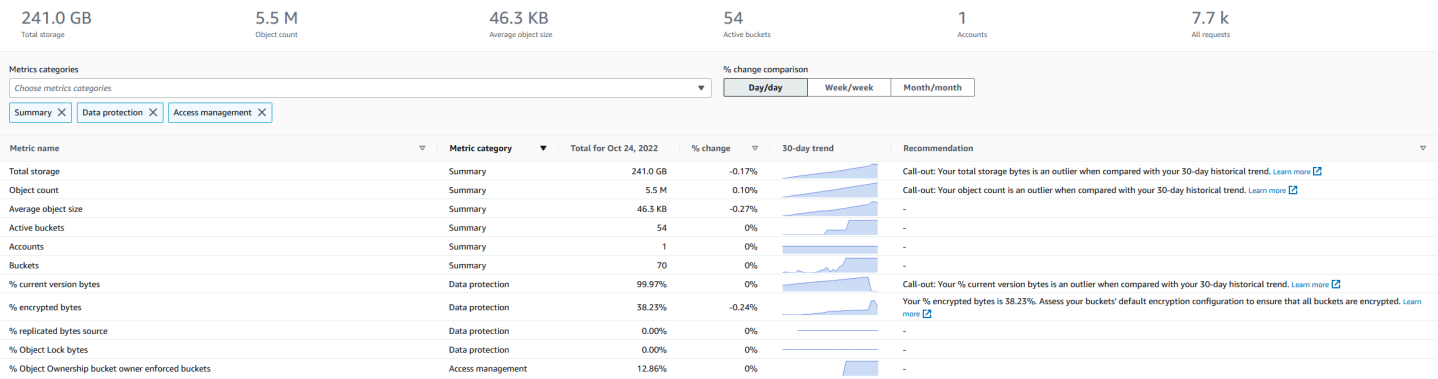 241.0 GB 5.5 M 46.3 KB 54 1 7.7 k
Total storage Object count Average object size Active buckets Accounts All requests
Metrics categories % change comparison
Choose metrics categories Day/day Week/week Month/month
Summary Data protection Access management
Metric name Metric category Total for Oct 24, 2022 % change 30-day trend Recommendation
Total storage Summary 241.0 GB -0.17% Call-out: Your total storage bytes is an outlier when compared with your 30-day historical trend. Learn more
Object count Summary 5.5 M 0.10% Call-out: Your object count is an outlier when compared with your 30-day historical trend. Learn more
Average object size Summary 46.3 KB -0.27% -
Active buckets Summary 54 0% -
Accounts Summary 1 0% -
Buckets Summary 70 0% -
% current version bytes Data protection 99.97% 0% Call-out: Your % current version bytes is an outlier when compared with your 30-day historical trend. Learn more
% encrypted bytes Data protection 38.23% -0.24% Your % encrypted bytes is 38.23%. Assess your buckets' default encryption configuration to ensure that all buckets are encrypted. Learn
more
% replicated bytes source Data protection 0.00% 0% -
% Object Lock bytes Data protection 0.00% 0% -
% Object Ownership bucket owner enforced buckets Access management 12.86% 0% -